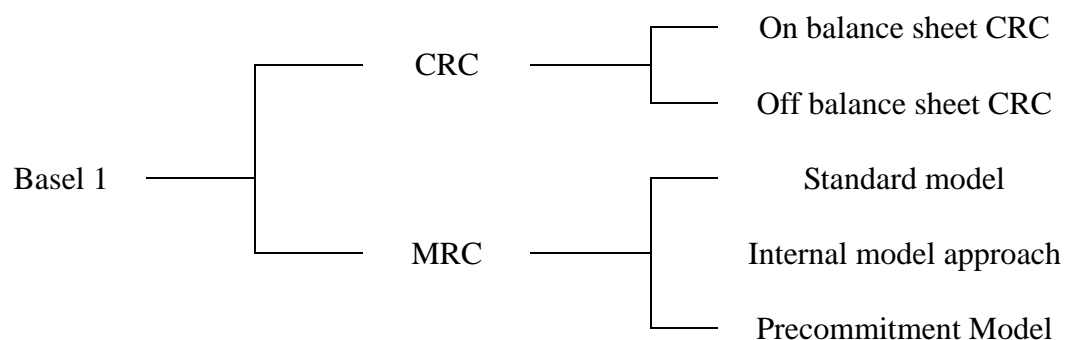 Basel 1
CRC
On balance sheet CRC
Off balance sheet CRC
MRC
Standard model
Internal model approach
Precommitment Model